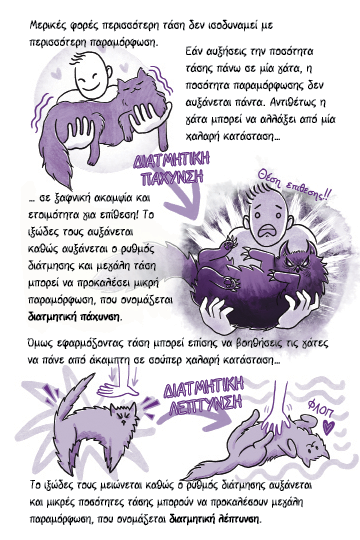 Μερικές φορές περισσότερη τάση δεν ισοδυναμεί με
περισσότερη παραμόρφωση.
Εάν αυξήσεις την ποσότητα
τάσης πάνω σε μία γάτα, η
ποσότητα παραμόρφωσης δεν
αυξάνεται πάντα. Αντιθέτως η
γάτα μπορεί να αλλάξει από μία
χαλαρή κατάσταση...
ΔΙΑΤΜΗΤΙΚΗ
ΠΑΧΥΝΣΗ
Θέση επίθεσης!!
... σε ξαφνική ακαμψία και
ετοιμότητα για επίθεση! Το
ιξώδες τους αυξάνεται
καθώς αυξάνεται ο ρυθμός
διάτμησης και μεγάλη τάση
μπορεί να προκαλέσει μικρή
παραμόρφωση, που ονομάζεται
διατμητική πάχυνση.
Όμως εφαρμόζοντας τάση μπορεί επίσης να βοηθήσεις τις γάτες
να πάνε από άκαμπτη σε σούπερ χαλαρή κατάσταση...
ΔΙΑΤΜΗΤΙΚΗ
ΛΕΠΤΥΝΣΗ
ΦΛΟΠ
Το ιξώδες τους μειώνεται καθώς ο ρυθμός διάτμησης αυξάνεται
και μικρές ποσότητες τάσης μπορούν να προκαλέσουν μεγάλη
παραμόρφωση, που ονομάζεται διατμητική λέπτυνση.